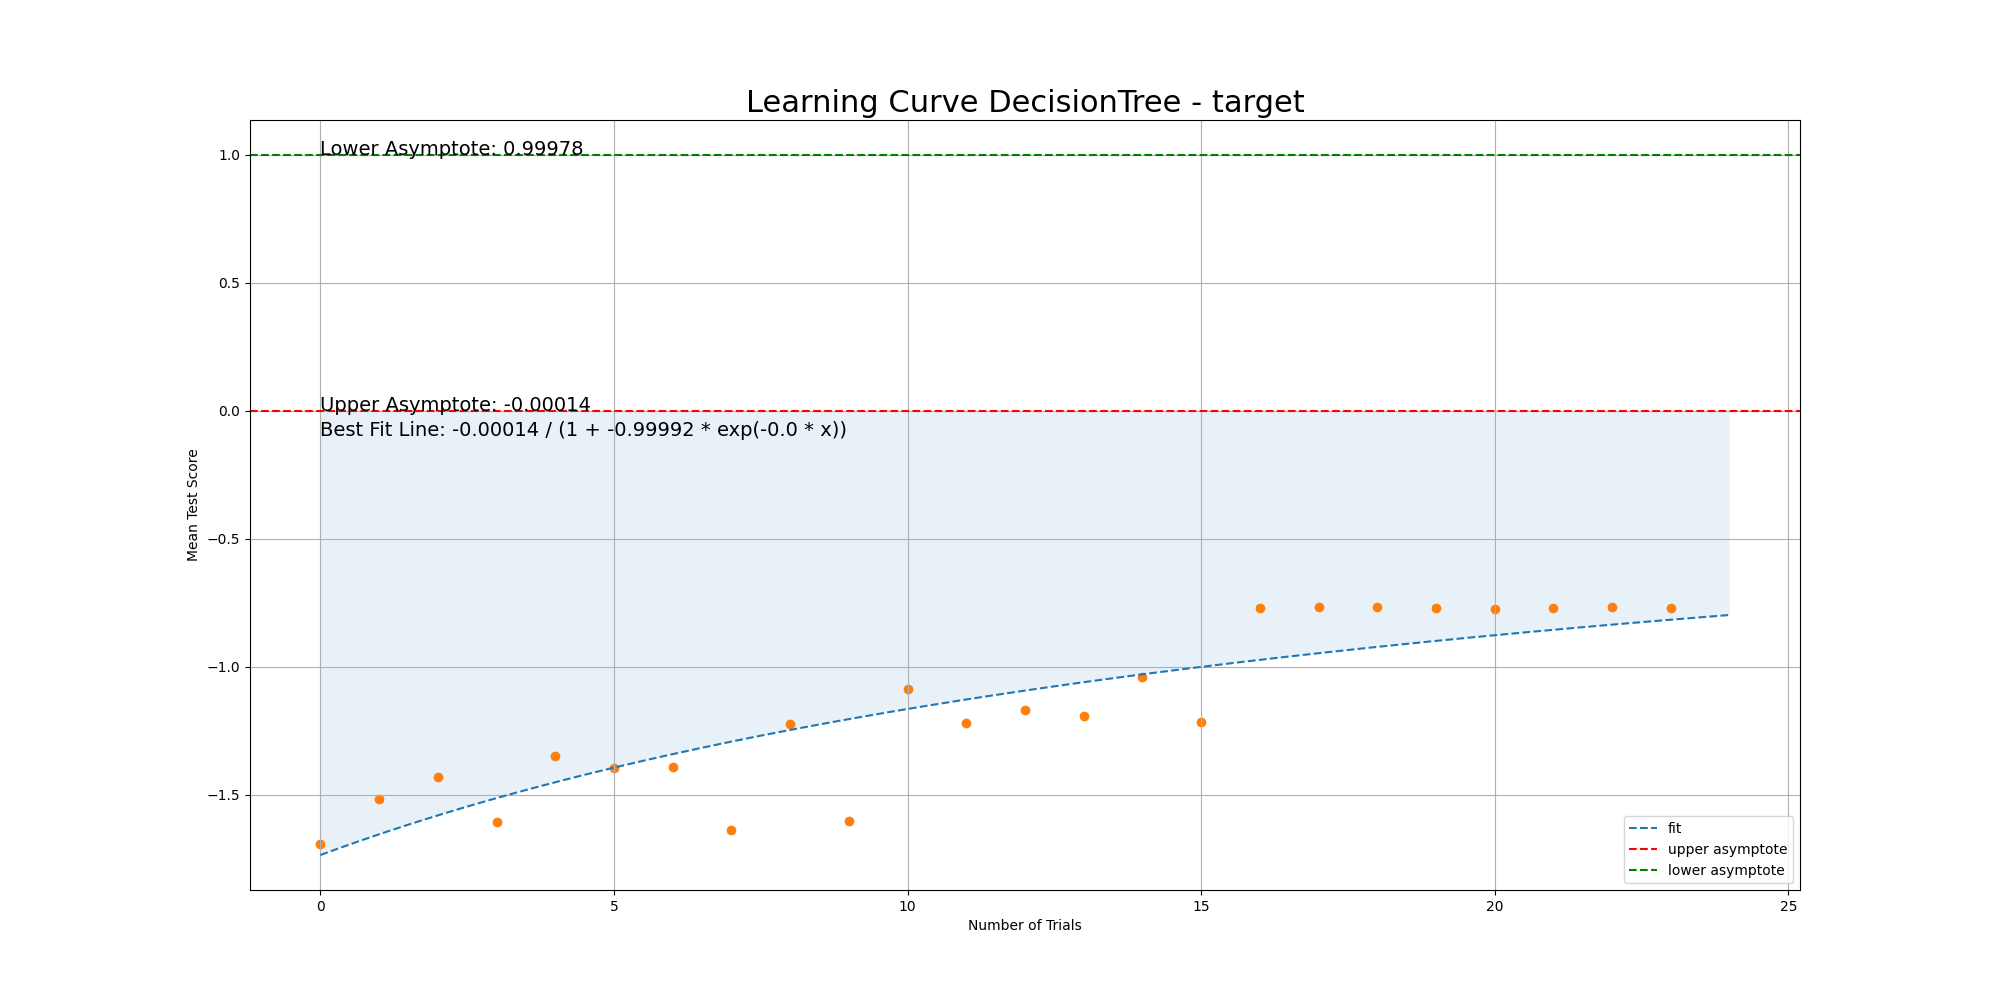 Learning Curve DecisionTree - target
1.0
Lower Asymptote: 0.99978
0.5
0.0
Upper Asymptote: -0.00014
Best Fit Line: -0.00014 / (1 + -0.99992 * exp(-0.0 * x))
Mean Test Score
−0.5
−1.0
−1.5
fit
upper asymptote
lower asymptote
0 5 10 15 20 25
Number of Trials